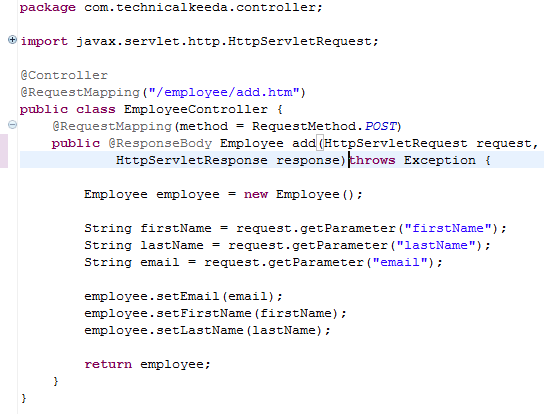 package com.technicalkeeda.controller;
import javax.servlet.http.HttpServletRequest;
@Controller
@RequestMapping("/employee/add.htm")
public class EmployeeController {
@RequestMapping(method = RequestMethod.POST)
public @ResponseBody Employee add(HttpServletRequest request,
HttpServletResponse response)throws Exception {
Employee employee = new Employee();
String firstName = request.getParameter("firstName");
String lastName = request.getParameter("lastName");
String email = request.getParameter("email");
employee.setEmail(email);
employee.setFirstName(firstName);
employee.setLastName(lastName);
return employee;
}
}